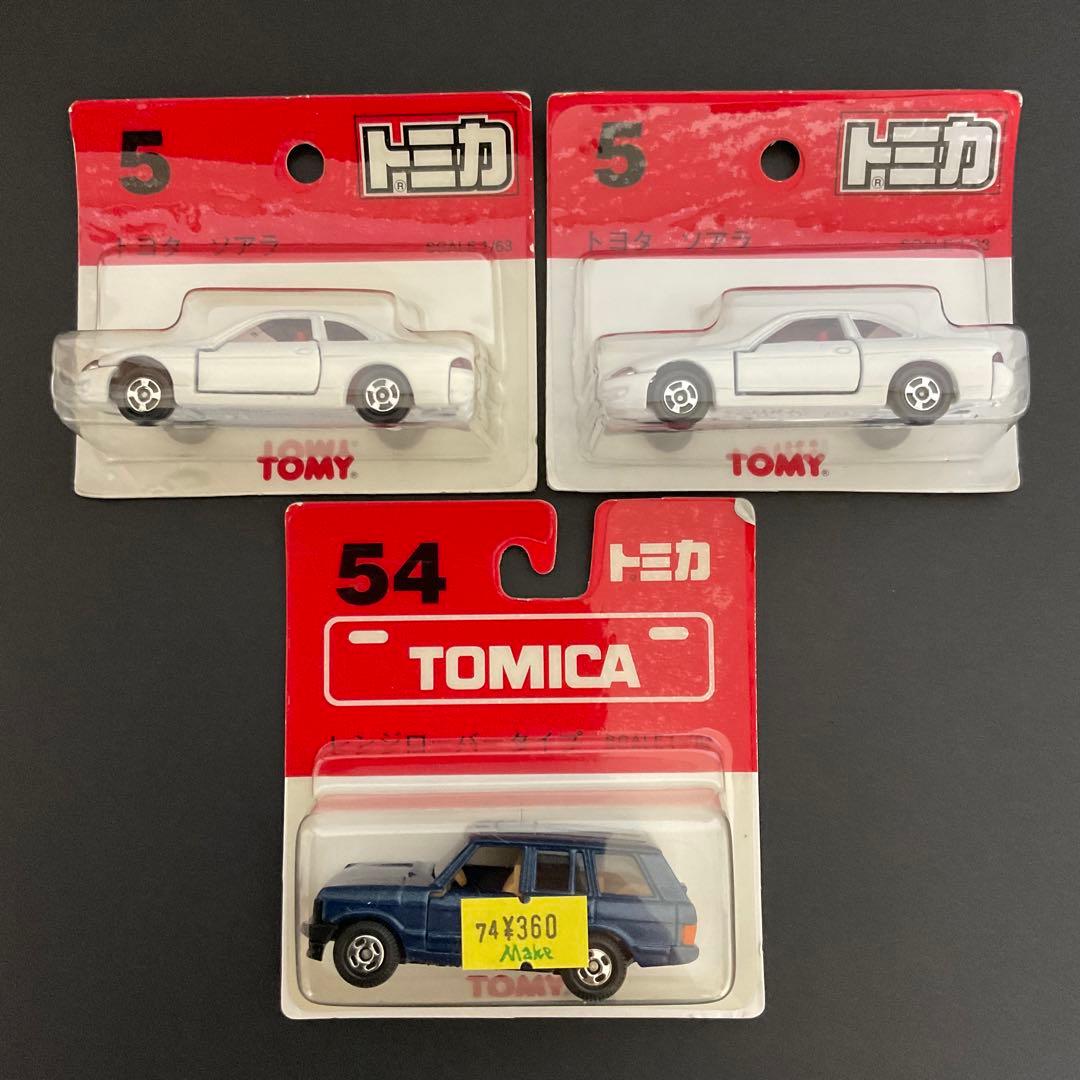 5
トミカ®
トヨタ ソアラ SCALE 1/63
TOMY®
5
トミカ®
トヨタ ソアラ
TOMY®
54
トミカ
TOMICA
レンジローバー タイプ SCALE
74 ¥360
Make
TOMY